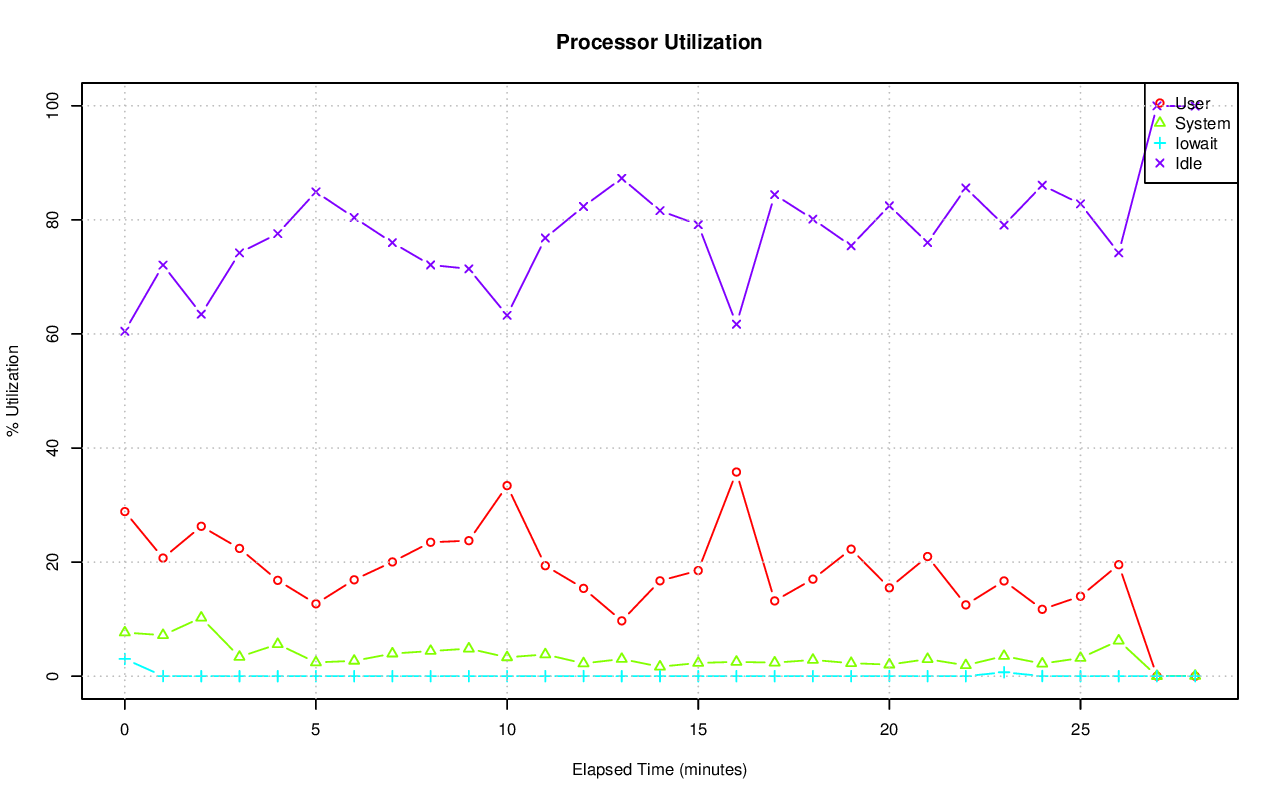 Processor Utilization
% Utilization
100
80
60
40
20
0
User
System
Iowait
Idle
0 5 10 15 20 25
Elapsed Time (minutes)